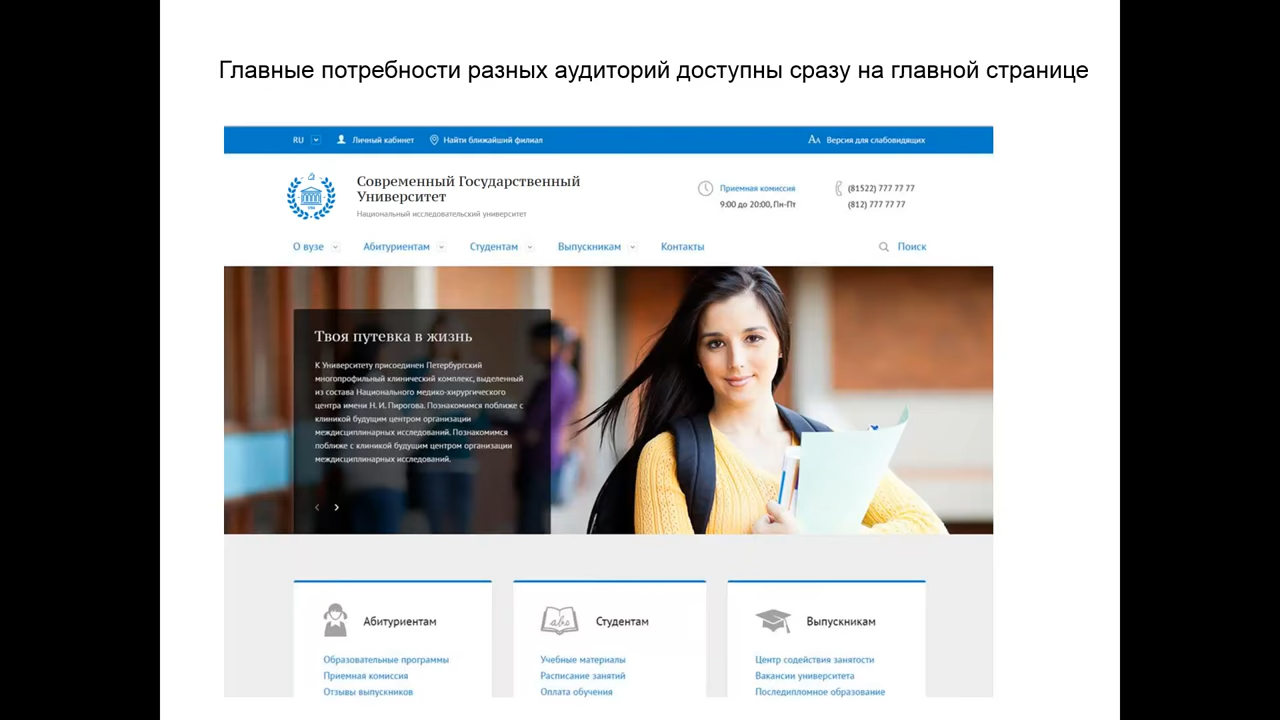 Главные потребности разных аудиторий доступны сразу на главной странице
RU Личный кабинет Найти ближайший филиал Аа Версия для слабовидящих
Современный Государственный
Университет
Национальный исследовательский университет
Приемная комиссия
9:00 до 20:00, Пн-Пт
(81522) 777 77 77
(812) 777 77 77
О вузе Абитуриентам Студентам Выпускникам Контакты Поиск
Твоя путевка в жизнь
К Университету присоединен Петербургский
многопрофильный клинический комплекс, выделенный
из состава Национального медико-хирургического
центра имени Н. И. Пирогова. Познакомимся поближе с
клиникой будущим центром организации
междисциплинарных исследований. Познакомимся
поближе с клиникой будущим центром организации
междисциплинарных исследований.
Абитуриентам
Образовательные программы
Приемная комиссия
Отзывы выпускников
abs
Студентам
Учебные материалы
Расписание занятий
Оплата обучения
Выпускникам
Центр содействия занятости
Вакансии университета
Последипломное образование